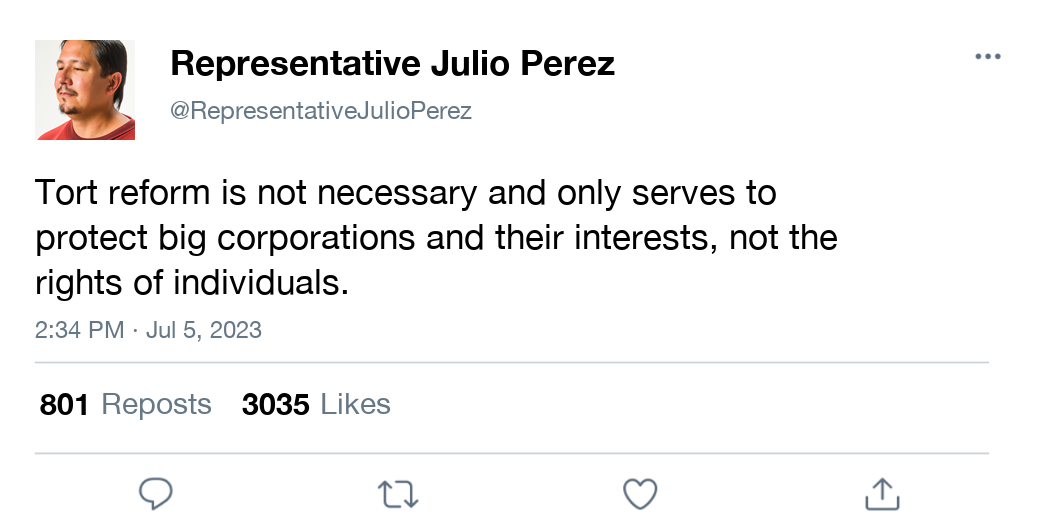 Representative Julio Perez
@RepresentativeJulioPerez
Tort reform is not necessary and only serves to
protect big corporations and their interests, not the
rights of individuals.
2:34 PM · Jul 5, 2023
801 Reposts 3035 Likes